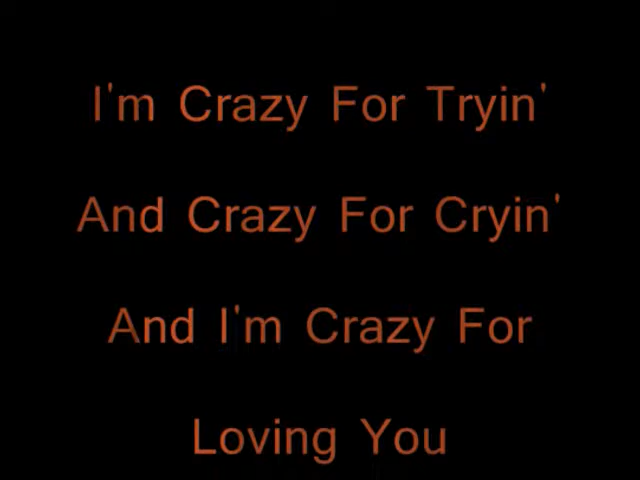 I'm Crazy For Tryin'
And Crazy For Cryin'
And I'm Crazy For
Loving You